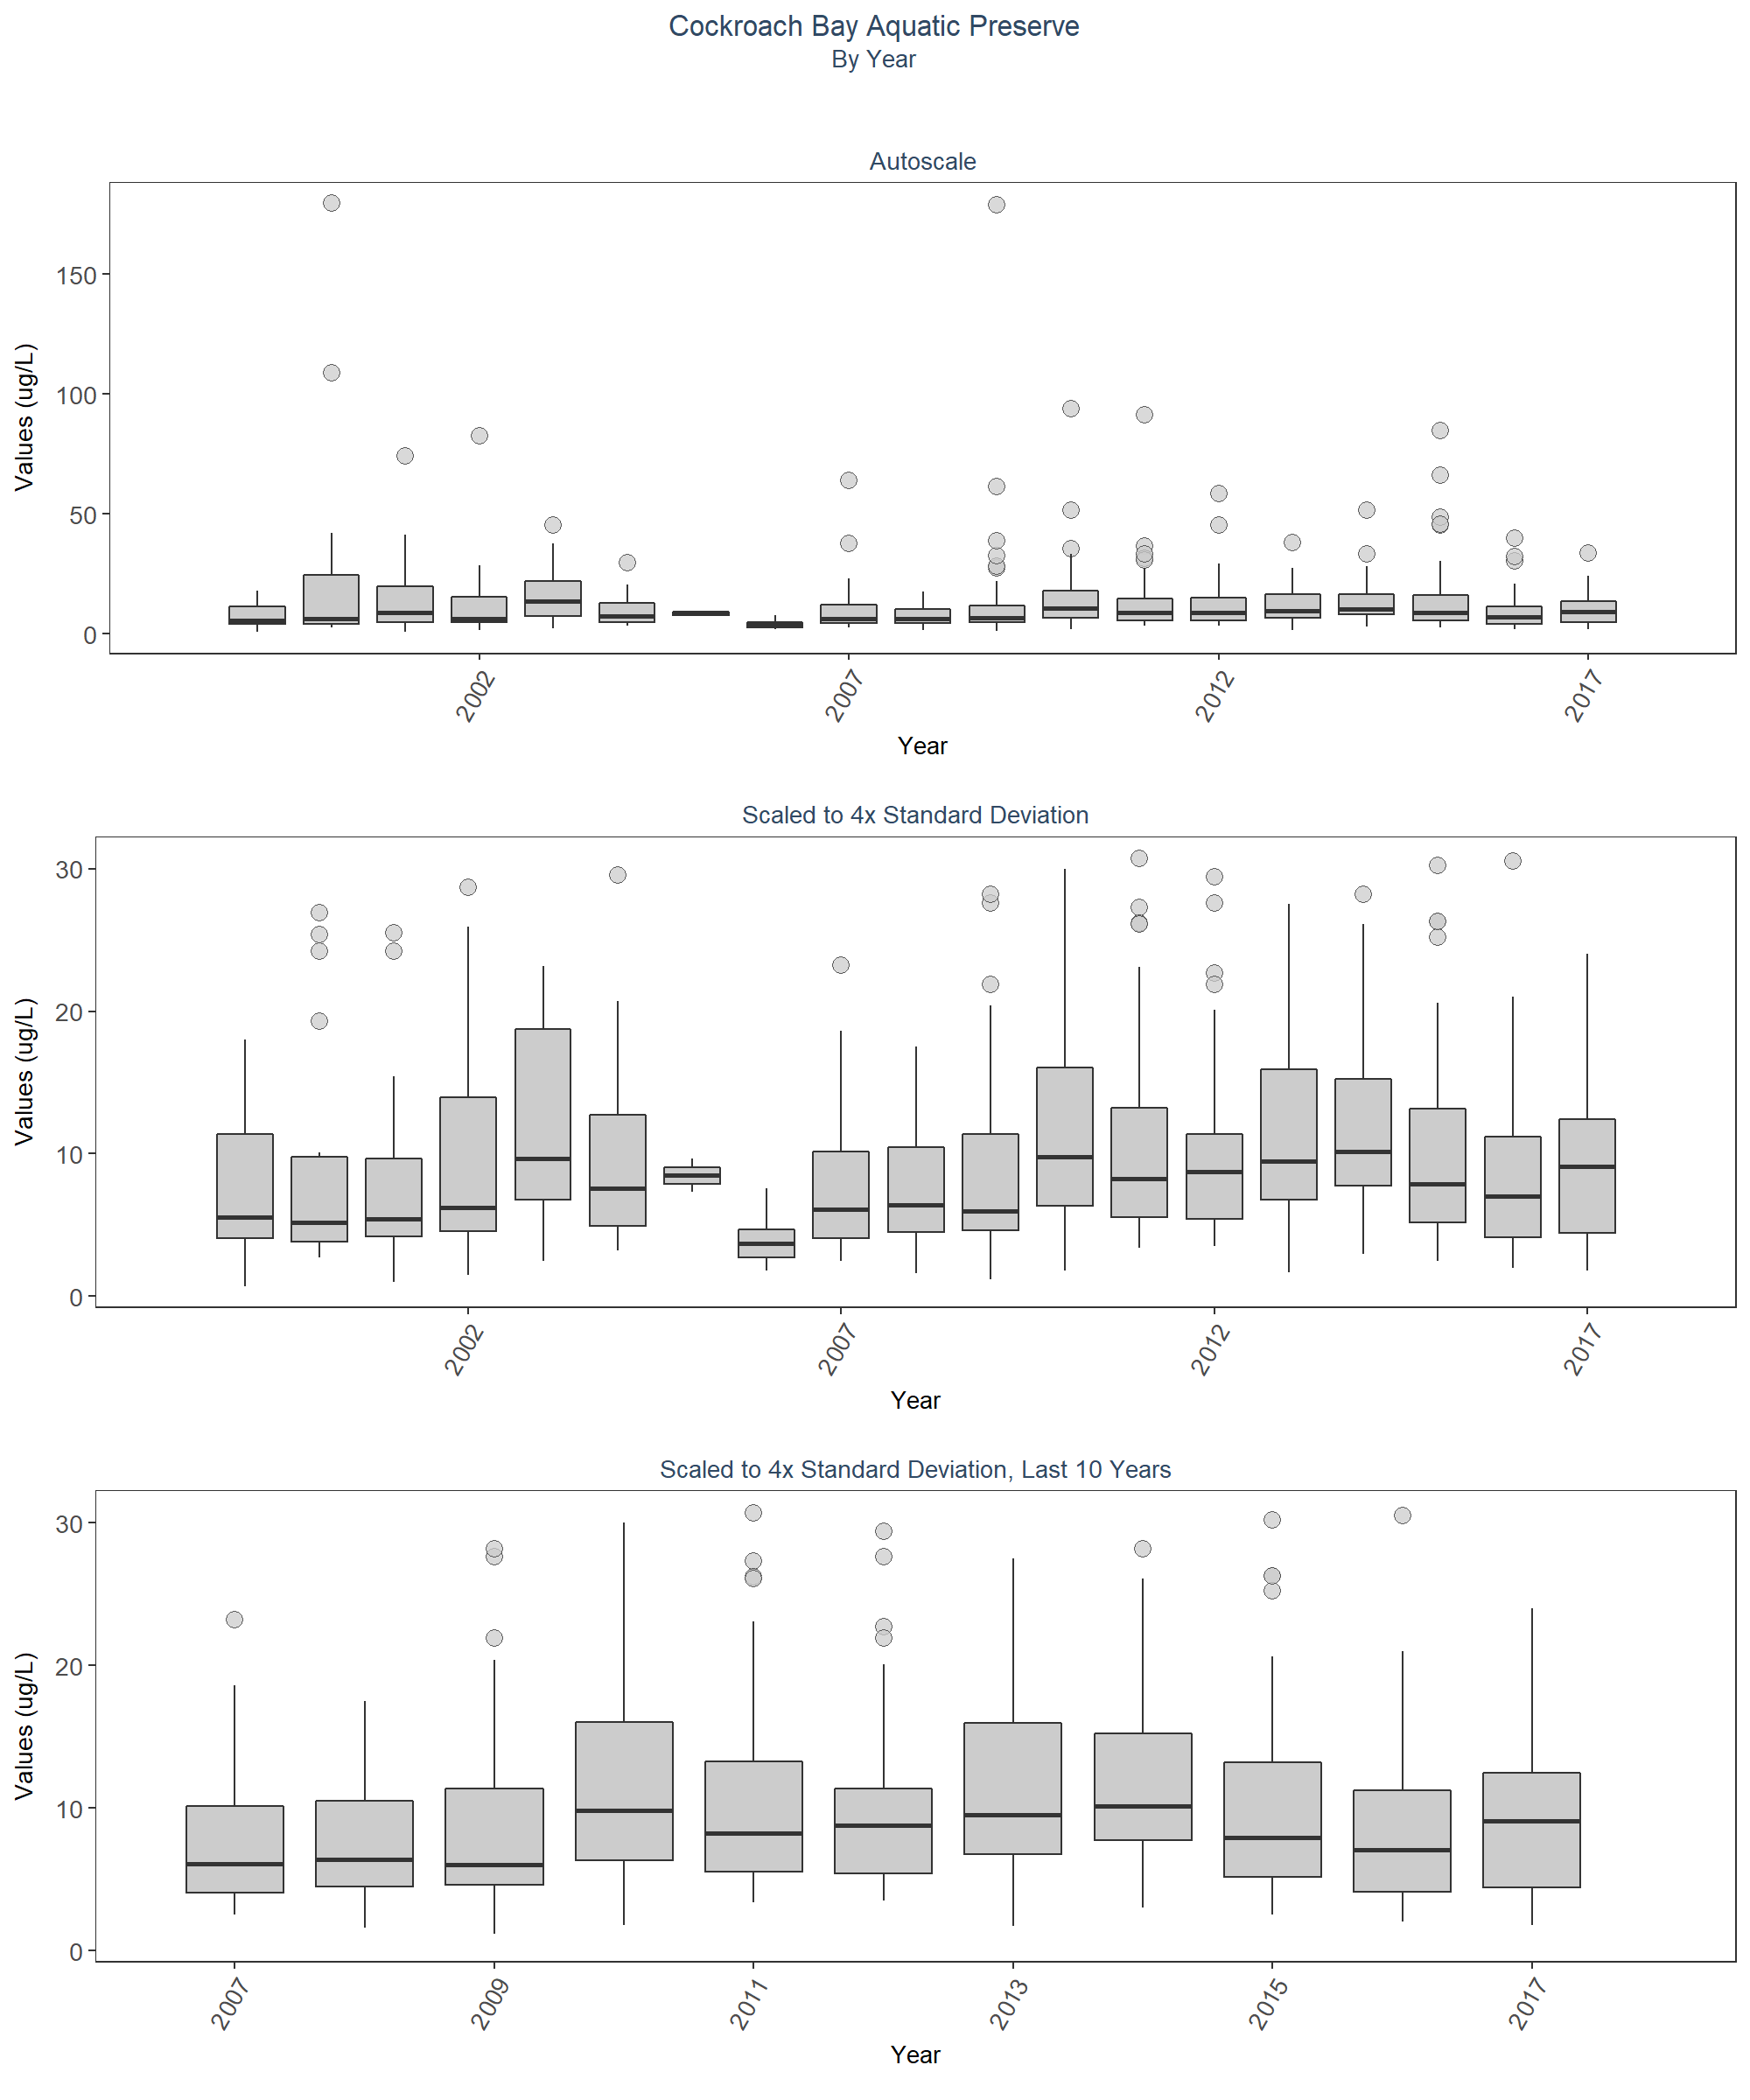 Cockroach Bay Aquatic Preserve
By Year
Autoscale
Values (ug/L)
150
100
50
0
2002
2007
2012
2017
Year
Scaled to 4x Standard Deviation
Values (ug/L)
30
20
10
0
2002
2007
2012
2017
Year
Scaled to 4x Standard Deviation, Last 10 Years
Values (ug/L)
30
20
10
0
2007
2009
2011
2013
2015
2017
Year